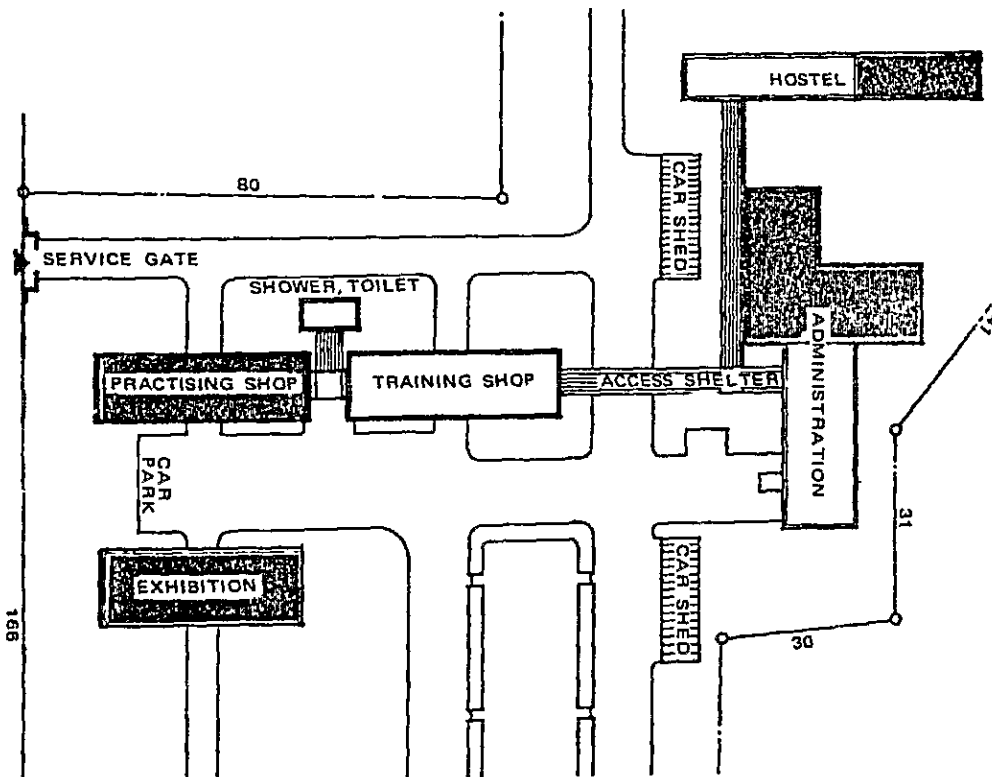 HOSTEL
80
CAR SHED
SERVICE GATE
SHOWER, TOILET
ADMINISTRATION
PRACTISING SHOP
TRAINING SHOP
ACCESS SHELTER
CAR
PARK
31
EXHIBITION
CAR SHED
166
30